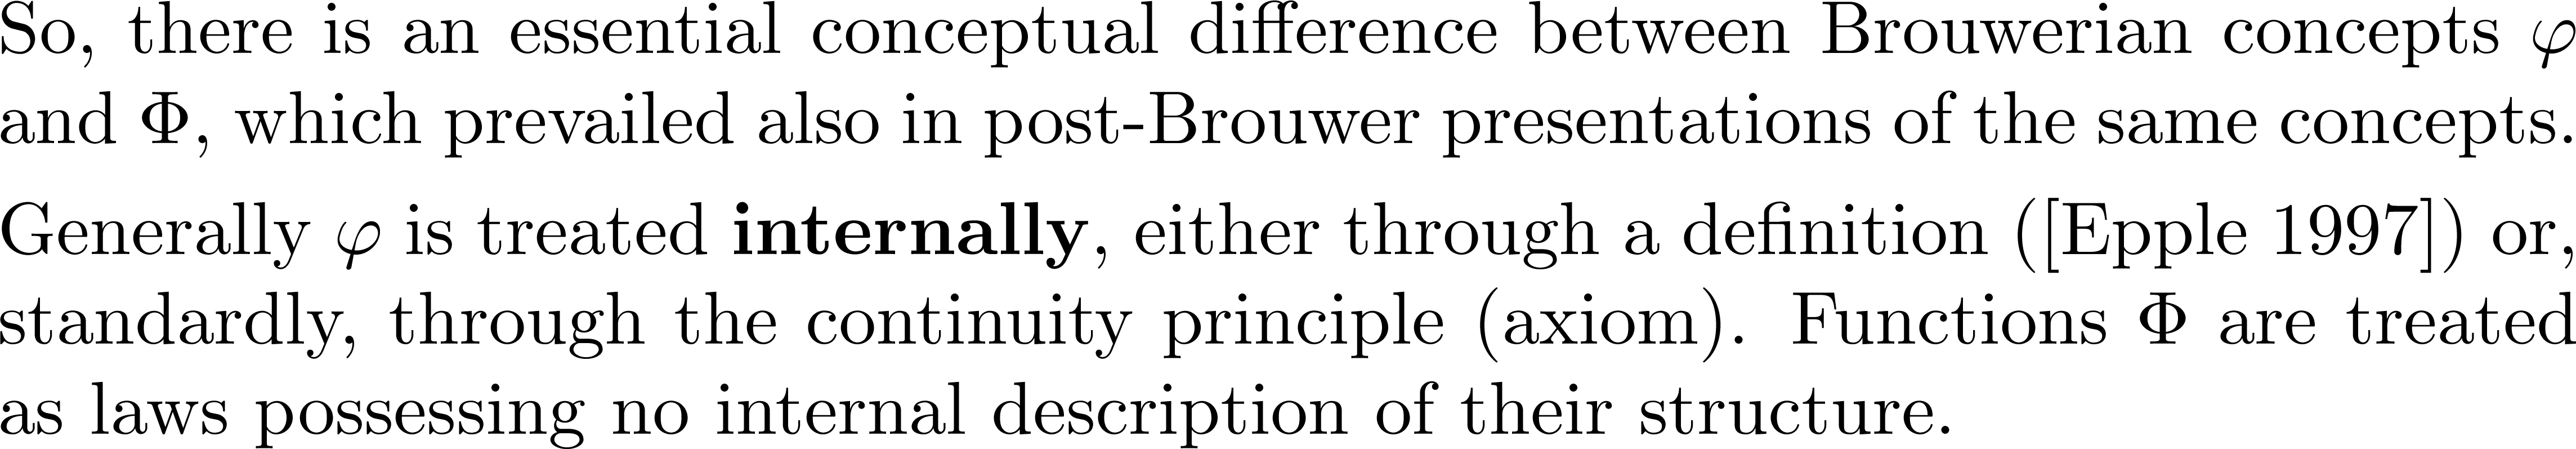 So, there is an essential conceptual difference between Brouwerian concepts φ
and Φ, which prevailed also in post-Brouwer presentations of the same concepts.
Generally φ is treated internally, either through a definition ([Epple 1997]) or,
standardly, through the continuity principle (axiom). Functions Φ are treated
as laws possessing no internal description of their structure.